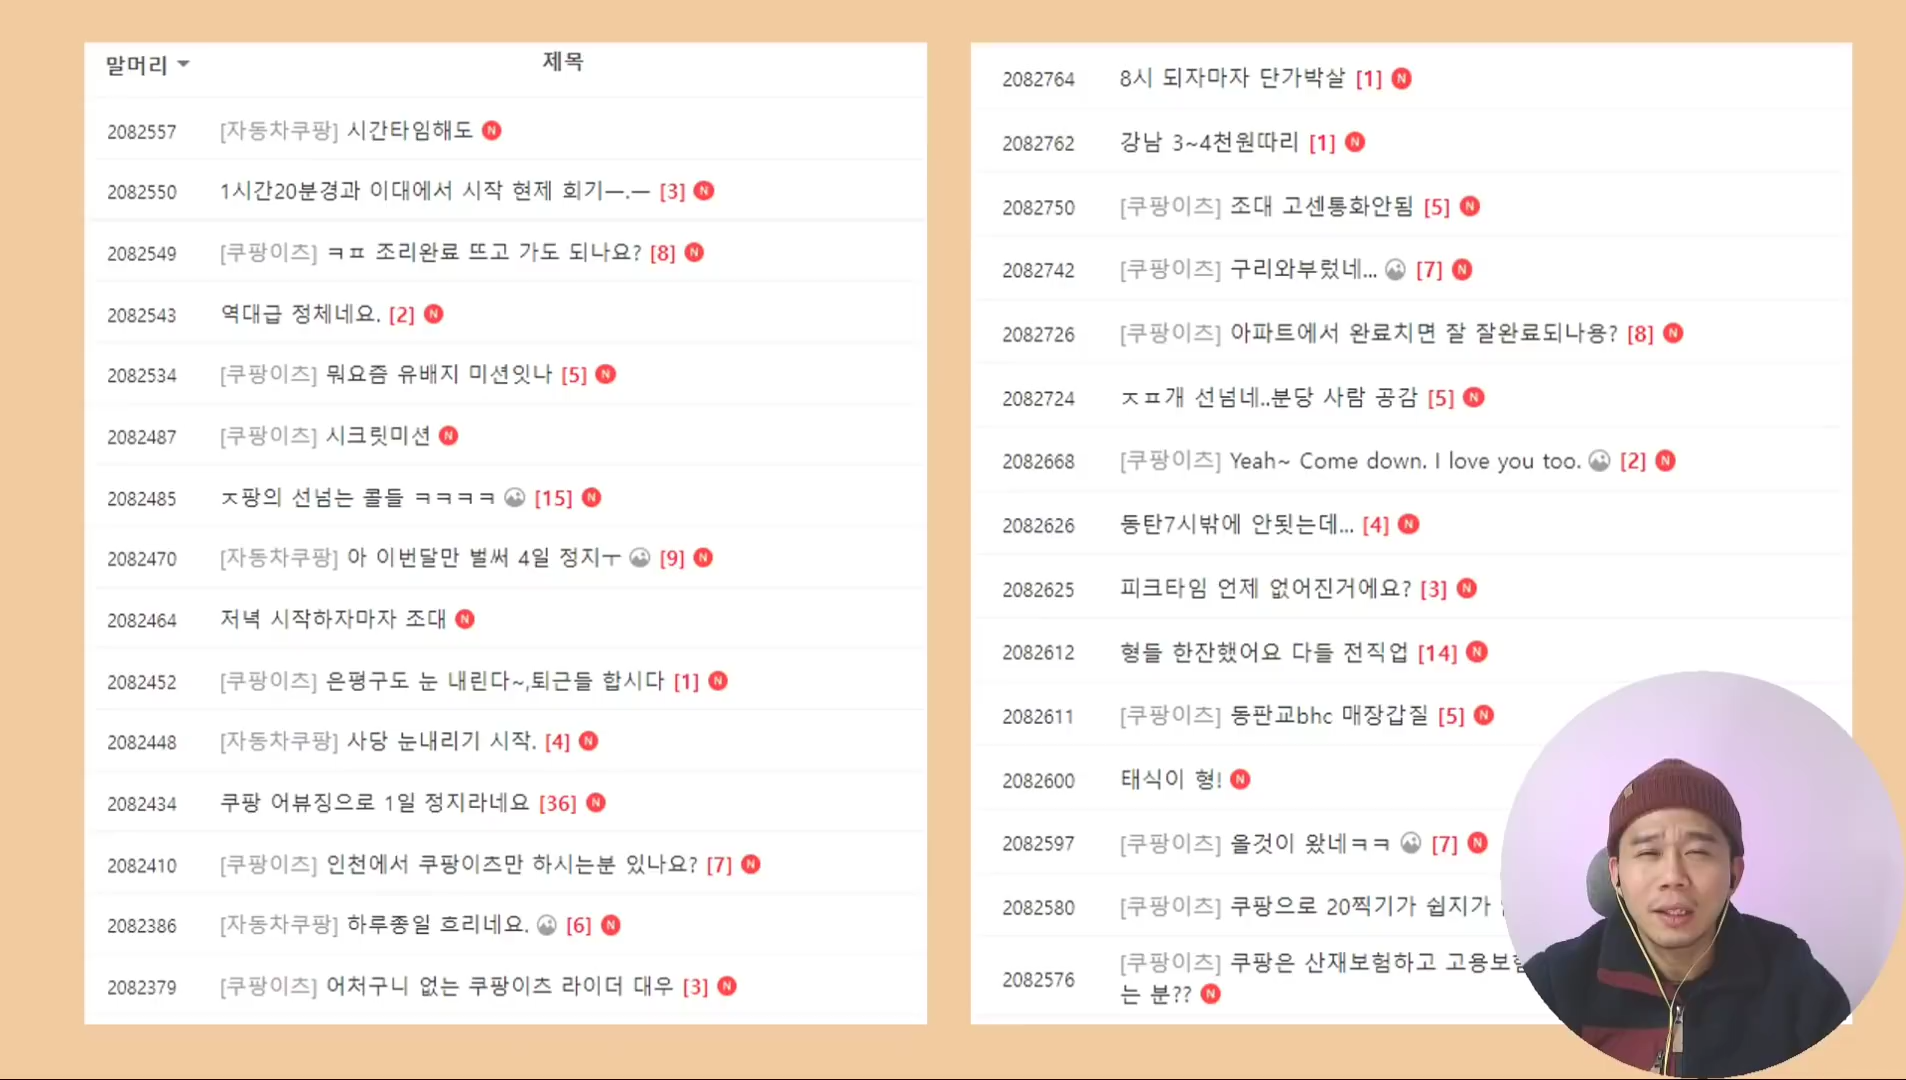 말머리 제목
2082557 [자동차쿠팡] 시간타임해도 N
2082550 1시간20분경과 이대에서 시작 현제 회기ㅡ.ㅡ [3] N
2082549 [쿠팡이츠] ㅋㅍ 조리완료 뜨고 가도 되나요? [8] N
2082543 역대급 정체네요. [2] N
2082534 [쿠팡이츠] 뭐요즘 유배지 미션잇나 [5] N
2082487 [쿠팡이츠] 시크릿미션 N
2082485 ㅈ팡의 선넘는 콜들 ㅋㅋㅋㅋ [15] N
2082470 [자동차쿠팡] 아 이번달만 벌써 4일 정지ㅜ [9] N
2082464 저녁 시작하자마자 조대 N
2082452 [쿠팡이츠] 은평구도 눈 내린다~,퇴근들 합시다 [1] N
2082448 [자동차쿠팡] 사당 눈내리기 시작. [4] N
2082434 쿠팡 어뷰징으로 1일 정지라네요 [36] N
2082410 [쿠팡이츠] 인천에서 쿠팡이츠만 하시는분 있나요? [7] N
2082386 [자동차쿠팡] 하루종일 흐리네요. [6] N
2082379 [쿠팡이츠] 어처구니 없는 쿠팡이츠 라이더 대우 [3] N
2082764 8시 되자마자 단가박살 [1] N
2082762 강남 3~4천원따리 [1] N
2082750 [쿠팡이츠] 조대 고센통화안됨 [5] N
2082742 [쿠팡이츠] 구리와부렀네... [7] N
2082726 [쿠팡이츠] 아파트에서 완료치면 잘 잘완료되나용? [8] N
2082724 ㅈㅍ개 선넘네..분당 사람 공감 [5] N
2082668 [쿠팡이츠] Yeah~ Come down. I love you too. [2] N
2082626 동탄7시밖에 안됫는데... [4] N
2082625 피크타임 언제 없어진거에요? [3] N
2082612 형들 한잔했어요 다들 전직업 [14] N
2082611 [쿠팡이츠] 동판교bhc 매장갑질 [5] N
2082600 태식이 형! N
2082597 [쿠팡이츠] 올것이 왔네ㅋㅋ [7] N
2082580 [쿠팡이츠] 쿠팡으로 20찍기가 쉽지가
2082576 [쿠팡이츠] 쿠팡은 산재보험하고 고용보험
는 분?? N